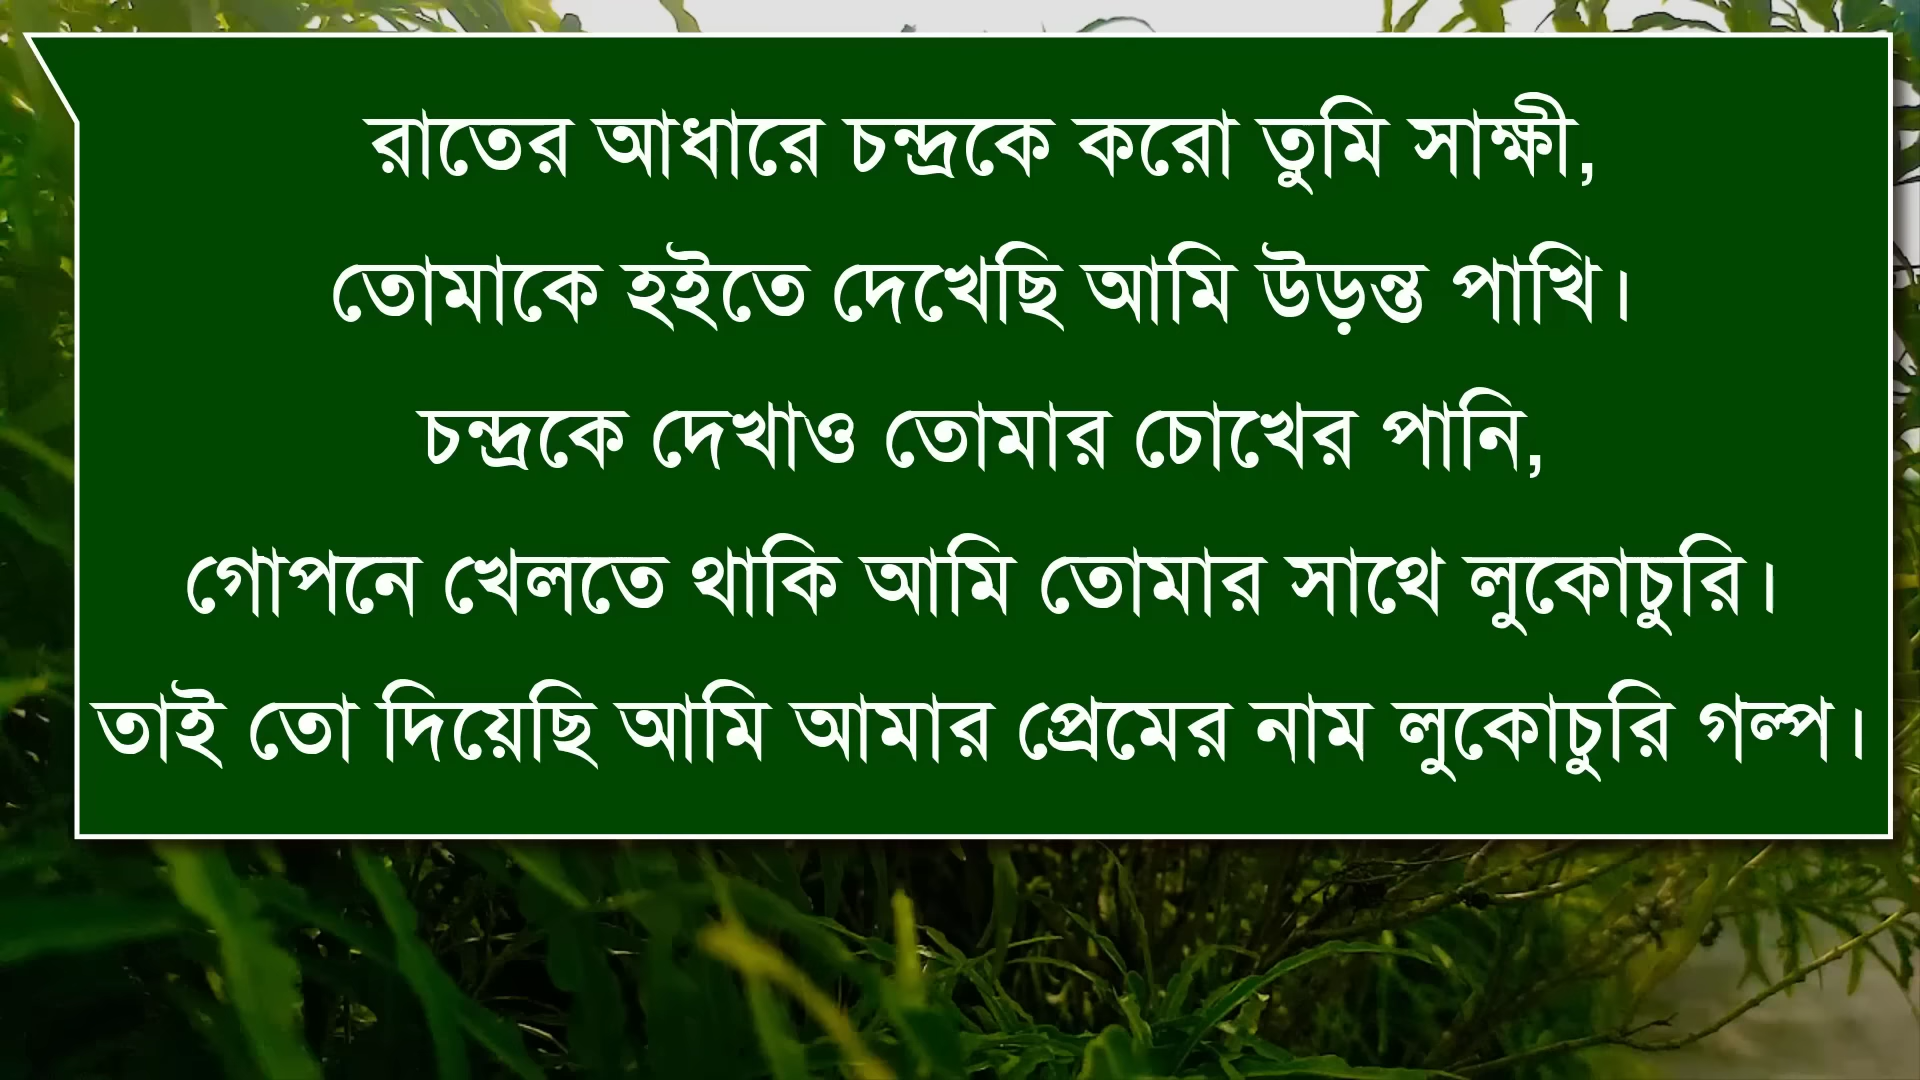 রাতের আধারে চন্দ্রকে করো তুমি সাক্ষী,
তোমাকে হইতে দেখেছি আমি উড়ন্ত পাখি।
চন্দ্রকে দেখাও তোমার চোখের পানি,
গোপনে খেলতে থাকি আমি তোমার সাথে লুকোচুরি।
তাই তো দিয়েছি আমি আমার প্রেমের নাম লুকোচুরি গল্প।